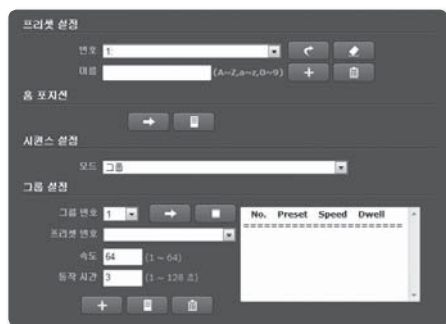 프리셋 설정
번호 1:
이름 (A~Z,a~z,0~9)
홈 포지션
시퀀스 설정
모드 그룹
그룹 설정
그룹 번호 1
프리셋 번호
속도 64 (1 ~ 64)
동작 시간 3 (1 ~ 128 초)
No. Preset Speed Dwell
==============================